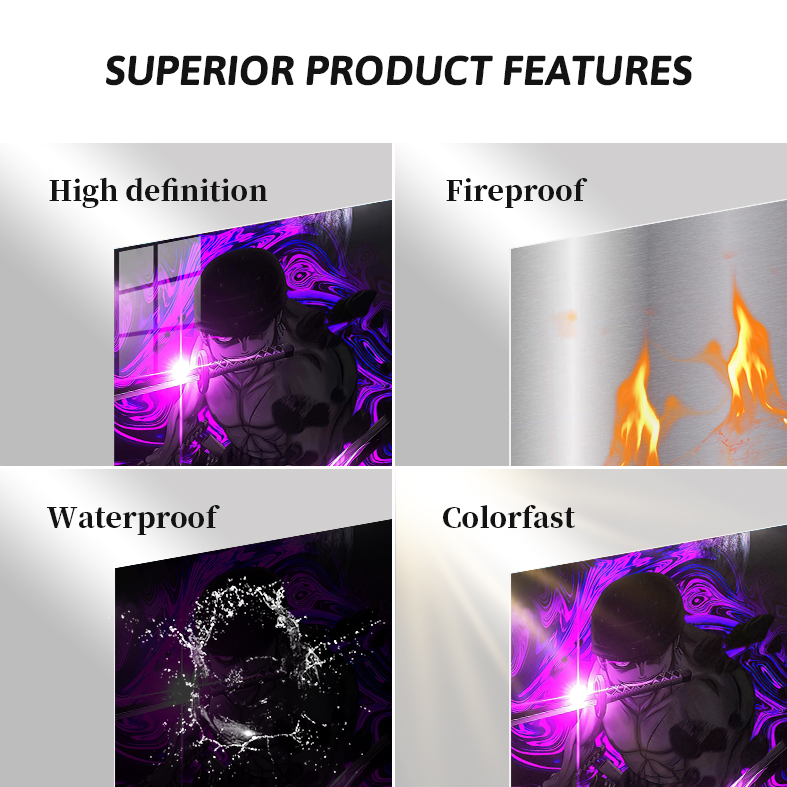 SUPERIOR PRODUCT FEATURES
High definition
Fireproof
Waterproof
Colorfast